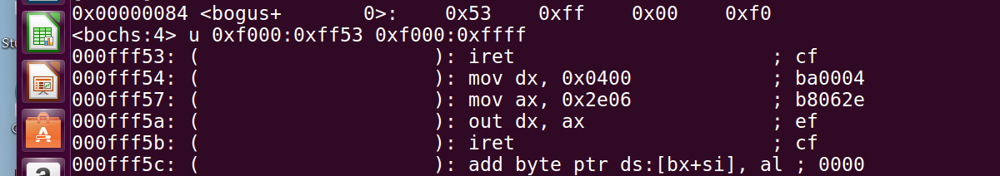 0x00000084 <bogus+       0>:    0x53    0xff    0x00    0xf0
<bochs:4> u 0xf000:0xff53 0xf000:0xffff
000fff53: (                    ): iret                      ; cf
000fff54: (                    ): mov dx, 0x0400            ; ba0004
000fff57: (                    ): mov ax, 0x2e06            ; b8062e
000fff5a: (                    ): out dx, ax                ; ef
000fff5b: (                    ): iret                      ; cf
000fff5c: (                    ): add byte ptr ds:[bx+si], al ; 0000